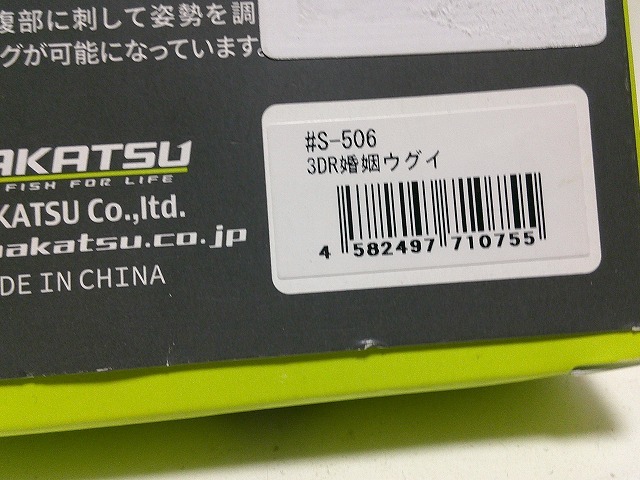 腹部に刺して姿勢を調
グが可能になっています。
AKATSU
FISH FOR LIFE
KATSU Co.,ltd.
akatsu.co.jp
DE IN CHINA
#S-506
3DR婚姻ウグイ
4 582497 710755